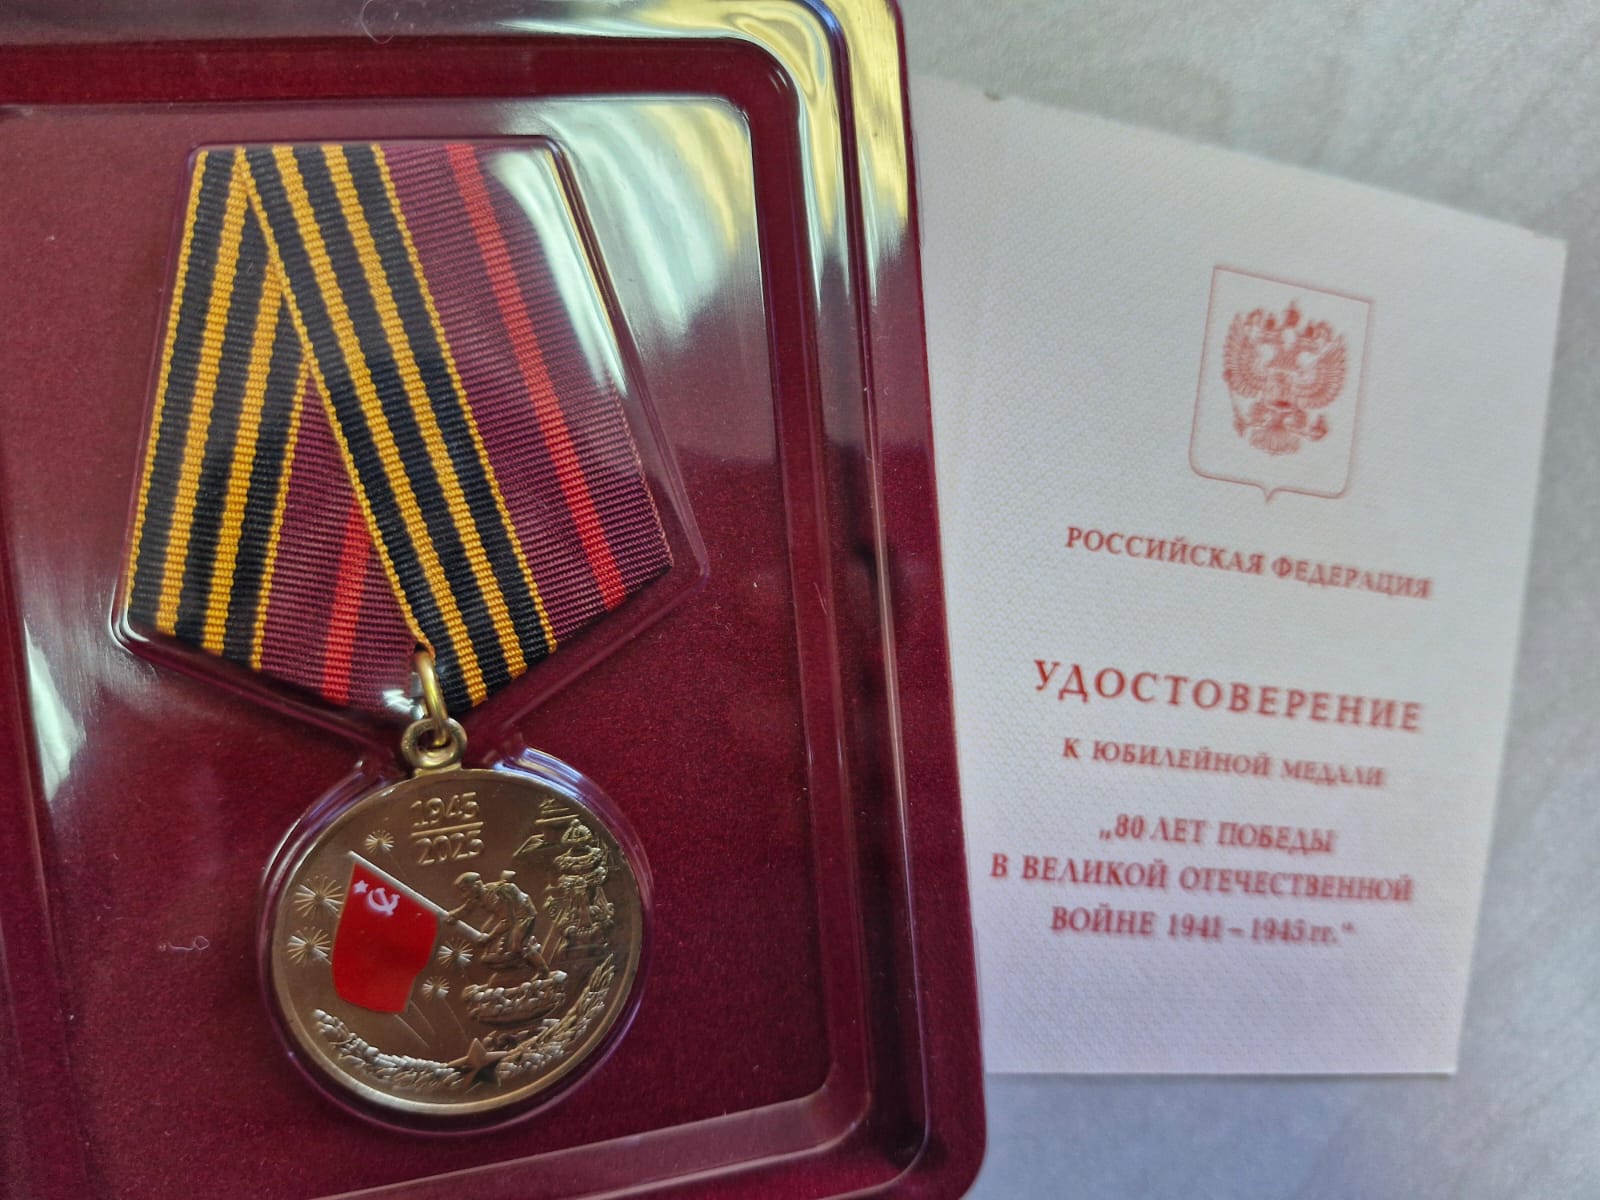 1945
2025
РОССИЙСКАЯ ФЕДЕРАЦИЯ
УДОСТОВЕРЕНИЕ
К ЮБИЛЕЙНОЙ МЕДАЛИ
„80 ЛЕТ ПОБЕДЫ
В ВЕЛИКОЙ ОТЕЧЕСТВЕННОЙ
ВОЙНЕ 1941 – 1945 гг.“